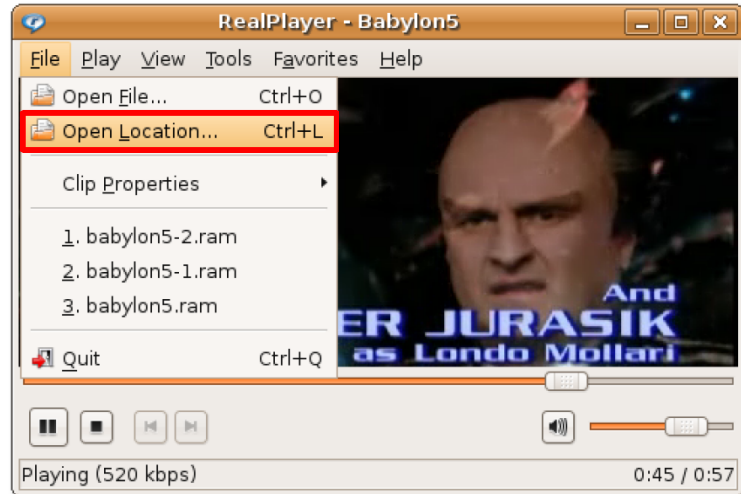 RealPlayer - Babylon5
File Play View Tools Favorites Help
Open File... Ctrl+O
Open Location... Ctrl+L
Clip Properties
1. babylon5-2.ram
2. babylon5-1.ram
3. babylon5.ram
Quit Ctrl+Q
And
ER JURASIK
as Londo Mollari
Playing (520 kbps) 0:45 / 0:57